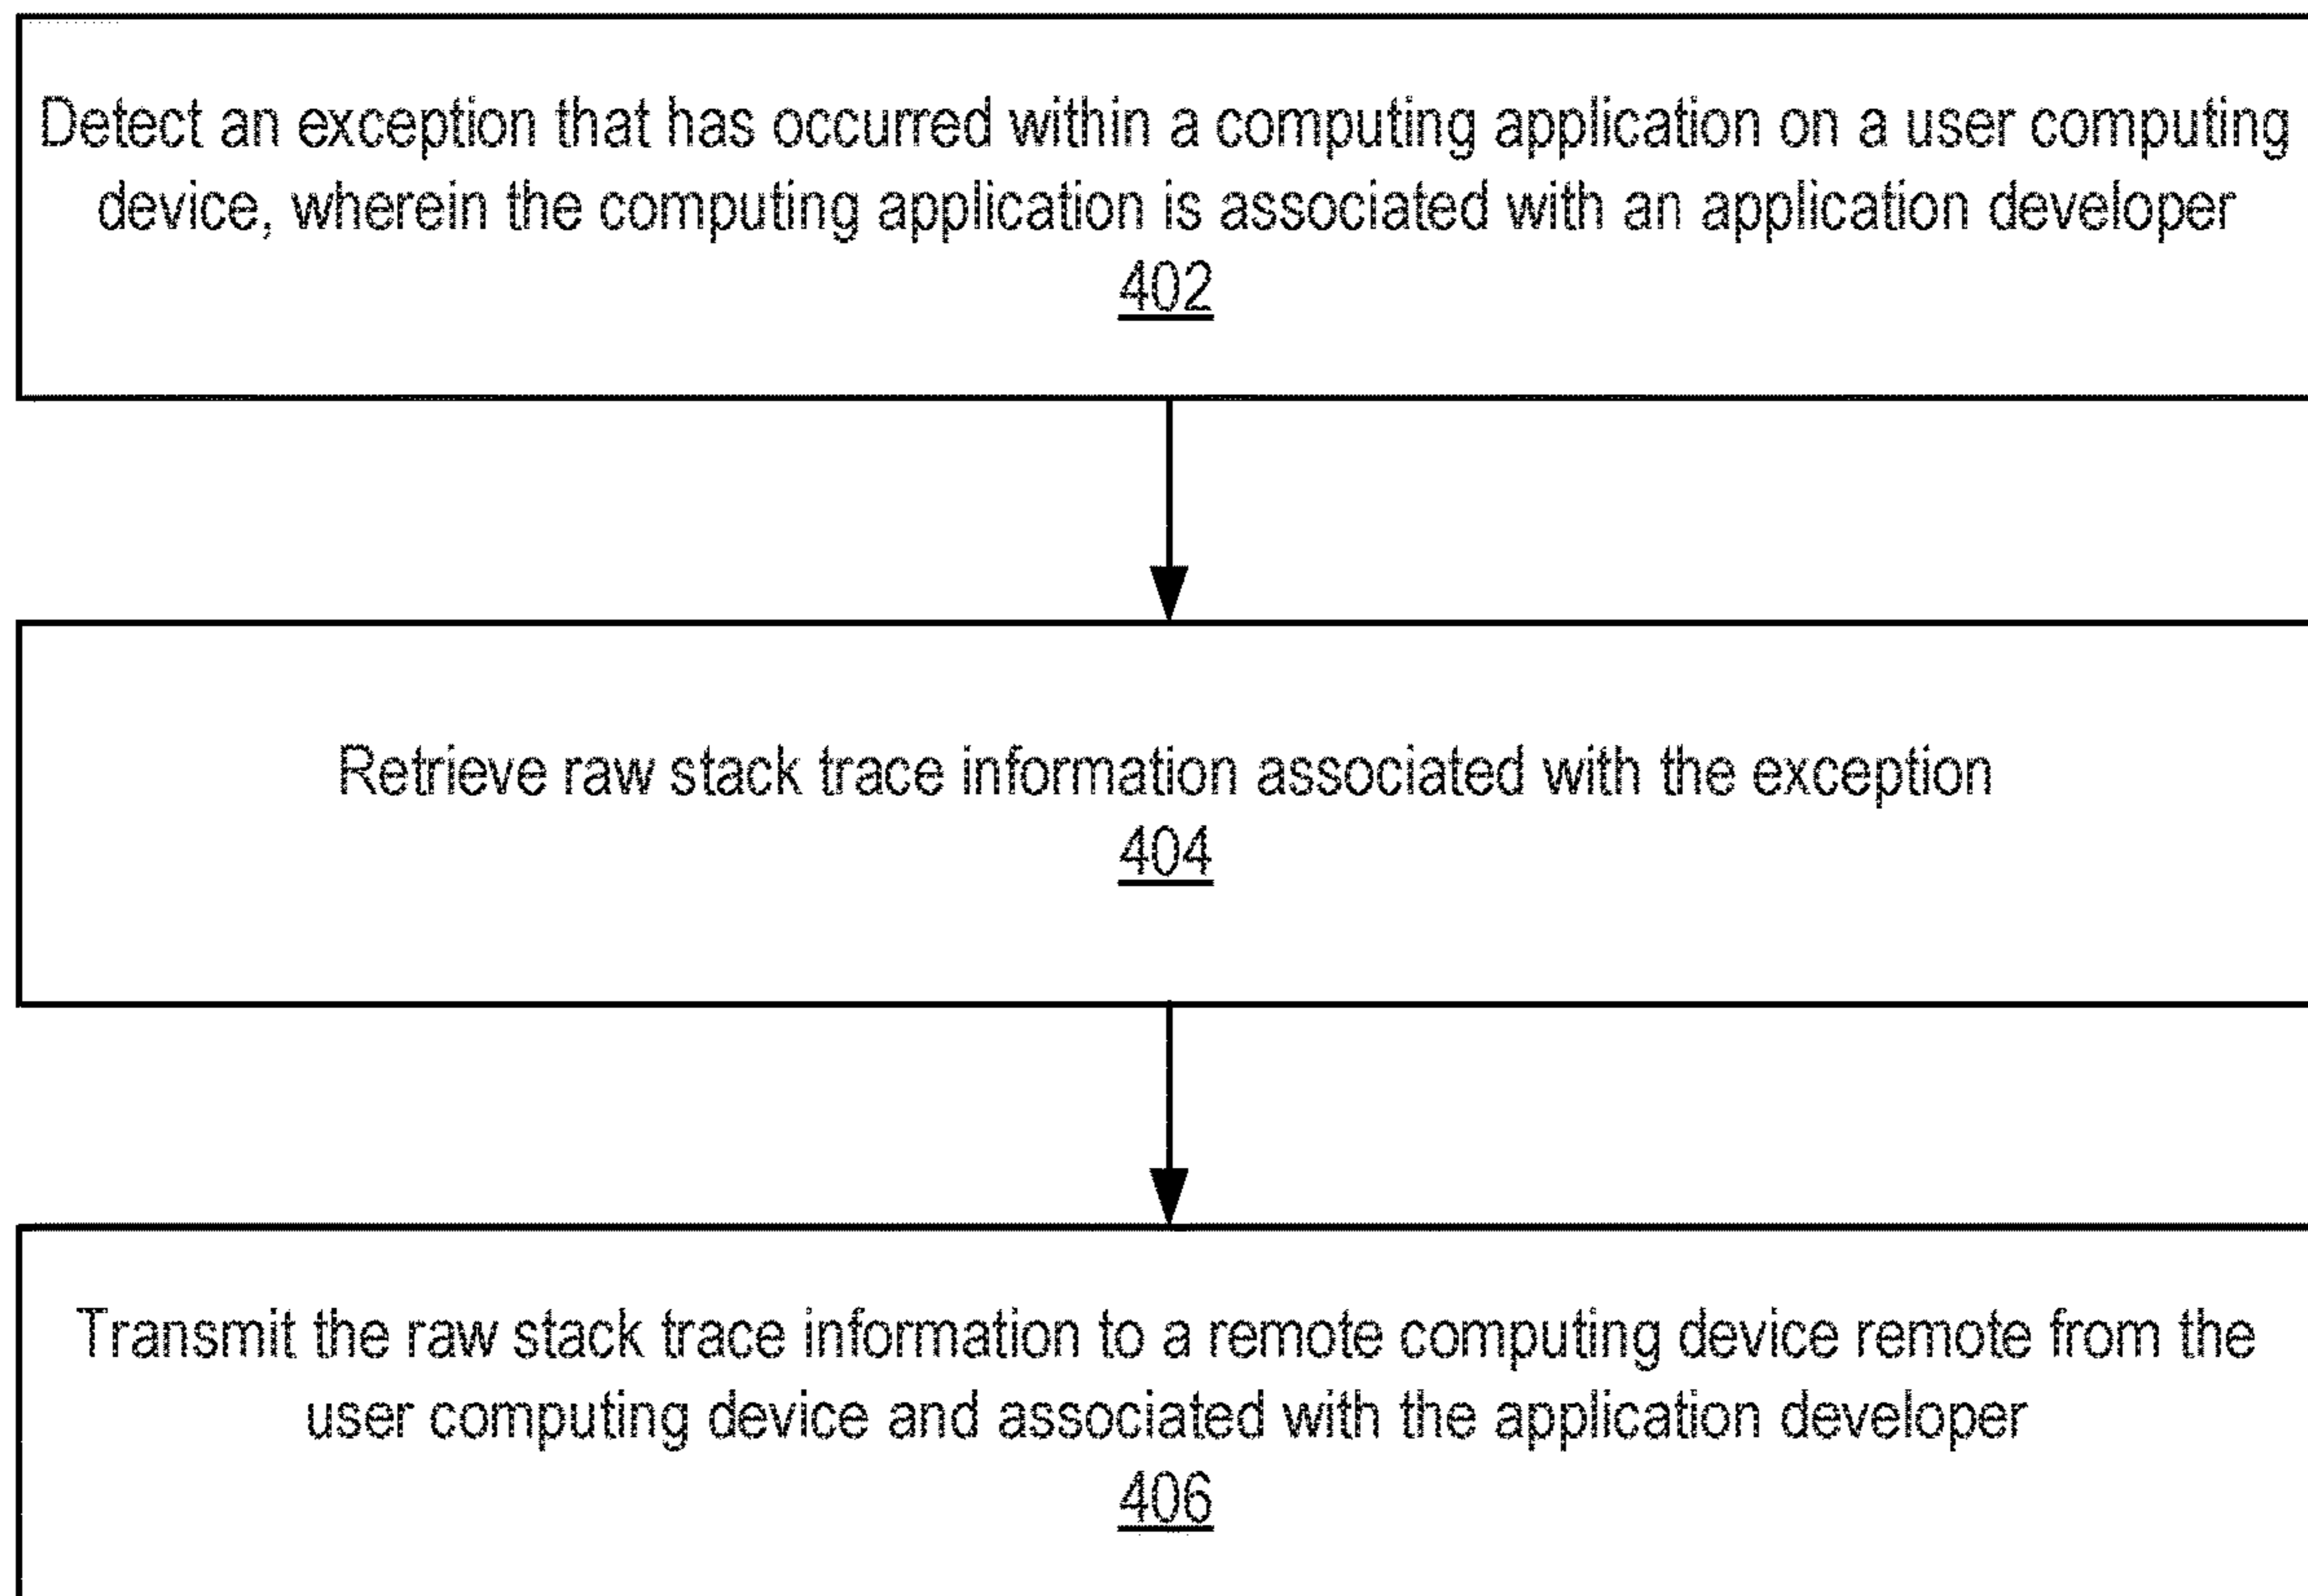 Detect an exception that has occurred within a computing application on a user computing
device, wherein the computing application is associated with an application developer
402
Retrieve raw stack trace information associated with the exception
404
Transmit the raw stack trace information to a remote computing device remote from the
user computing device and associated with the application developer
406